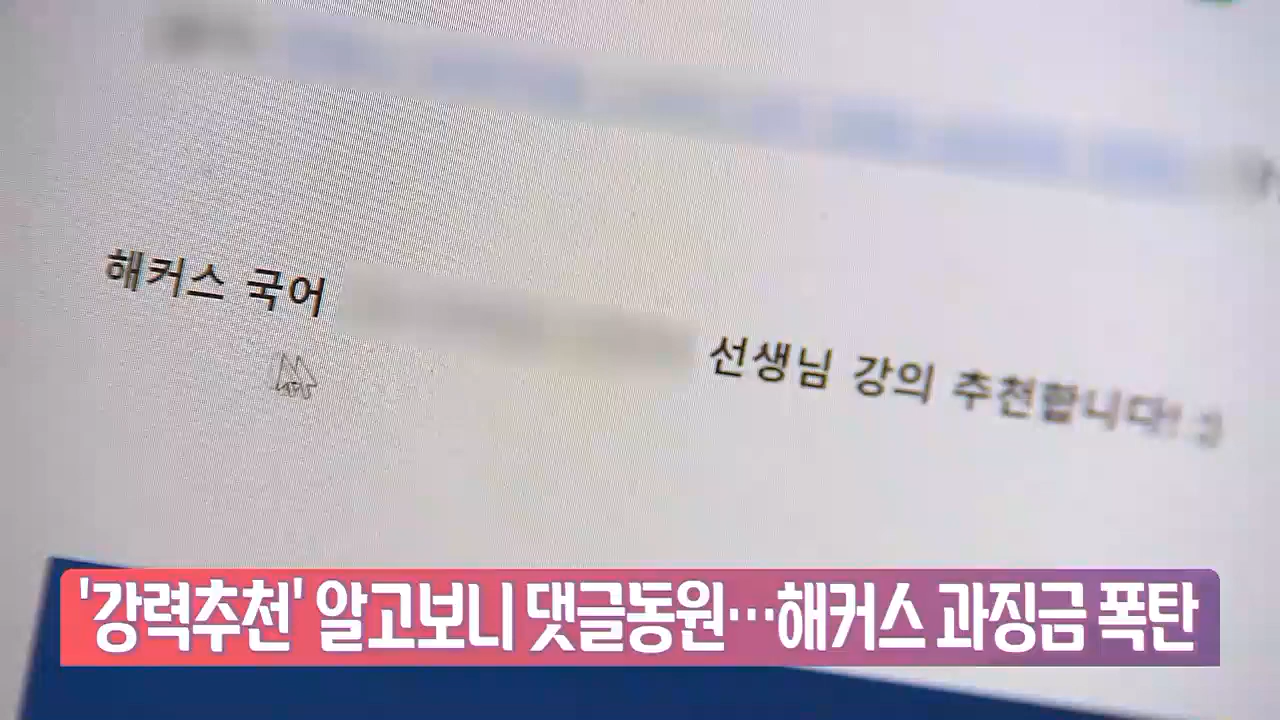 해커스 국어 선생님 강의 추천합니다! :)
'강력추천' 알고보니 댓글동원…해커스 과징금 폭탄